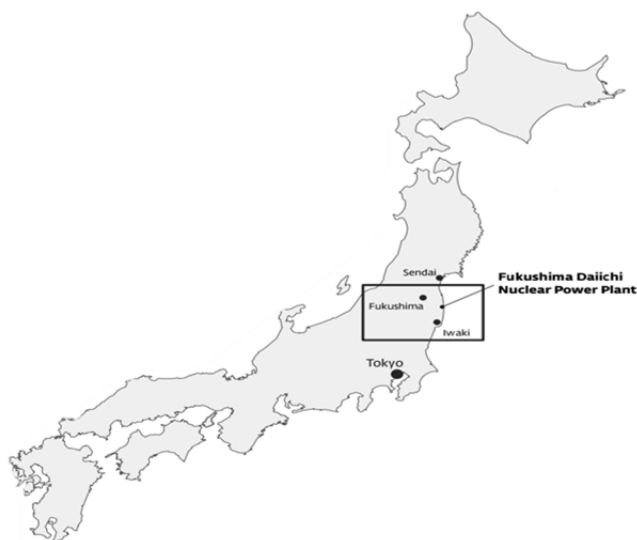 Sendai
Fukushima Daiichi
Nuclear Power Plant
Fukushima
Iwaki
Tokyo